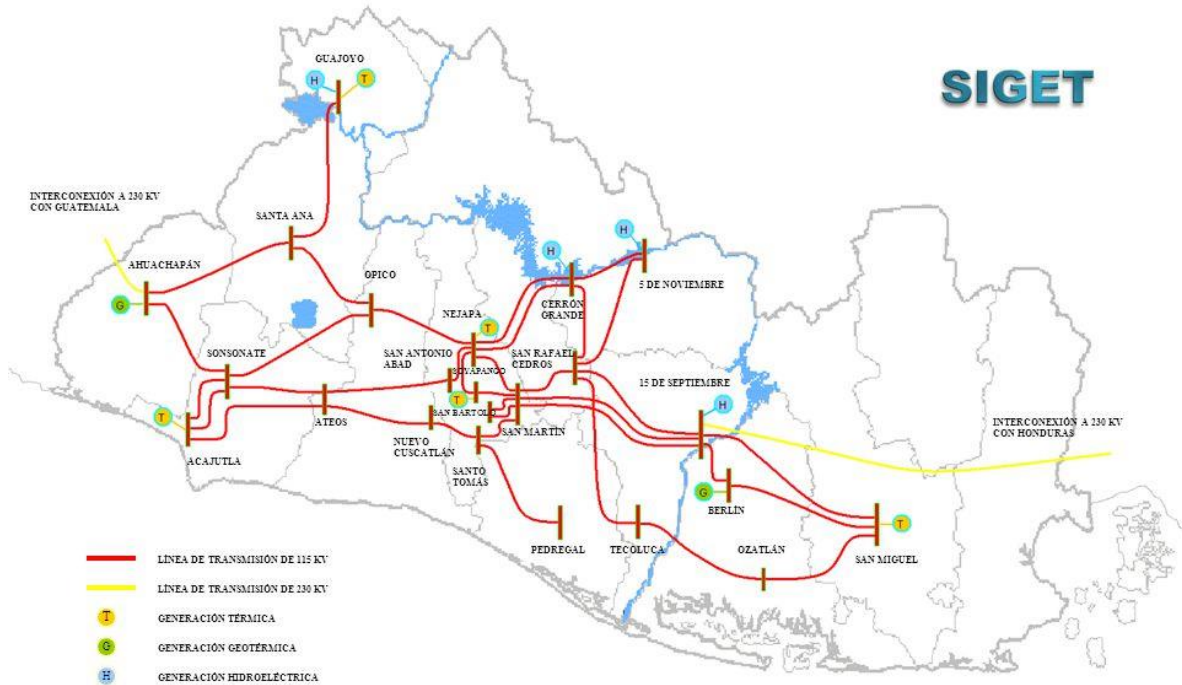 SIGET
GUAJOYO
H
T
INTERCONEXIÓN A 230 KV
CON GUATEMALA
SANTA ANA
AHUACHAPÁN
G
OPICO
H
H
5 DE NOVIEMBRE
CERRÓN
GRANDE
NEJAPA
T
SONSONATE
SAN ANTONIO
ABAD
SOYAPANGO
SAN RAFAEL
CEDROS
15 DE SEPTIEMBRE
H
T
SAN BARTOLO
T
ACAJUTLA
ATEOS
NUEVO
CUSCATLÁN
SAN MARTÍN
SANTO
TOMÁS
INTERCONEXIÓN A 230 KV
CON HONDURAS
G
BERLÍN
T
PEDREGAL
TECOLUCA
OZATLÁN
SAN MIGUEL
LÍNEA DE TRANSMISIÓN DE 115 KV
LÍNEA DE TRANSMISIÓN DE 230 KV
T GENERACIÓN TÉRMICA
G GENERACIÓN GEOTÉRMICA
H GENERACIÓN HIDROELÉCTRICA